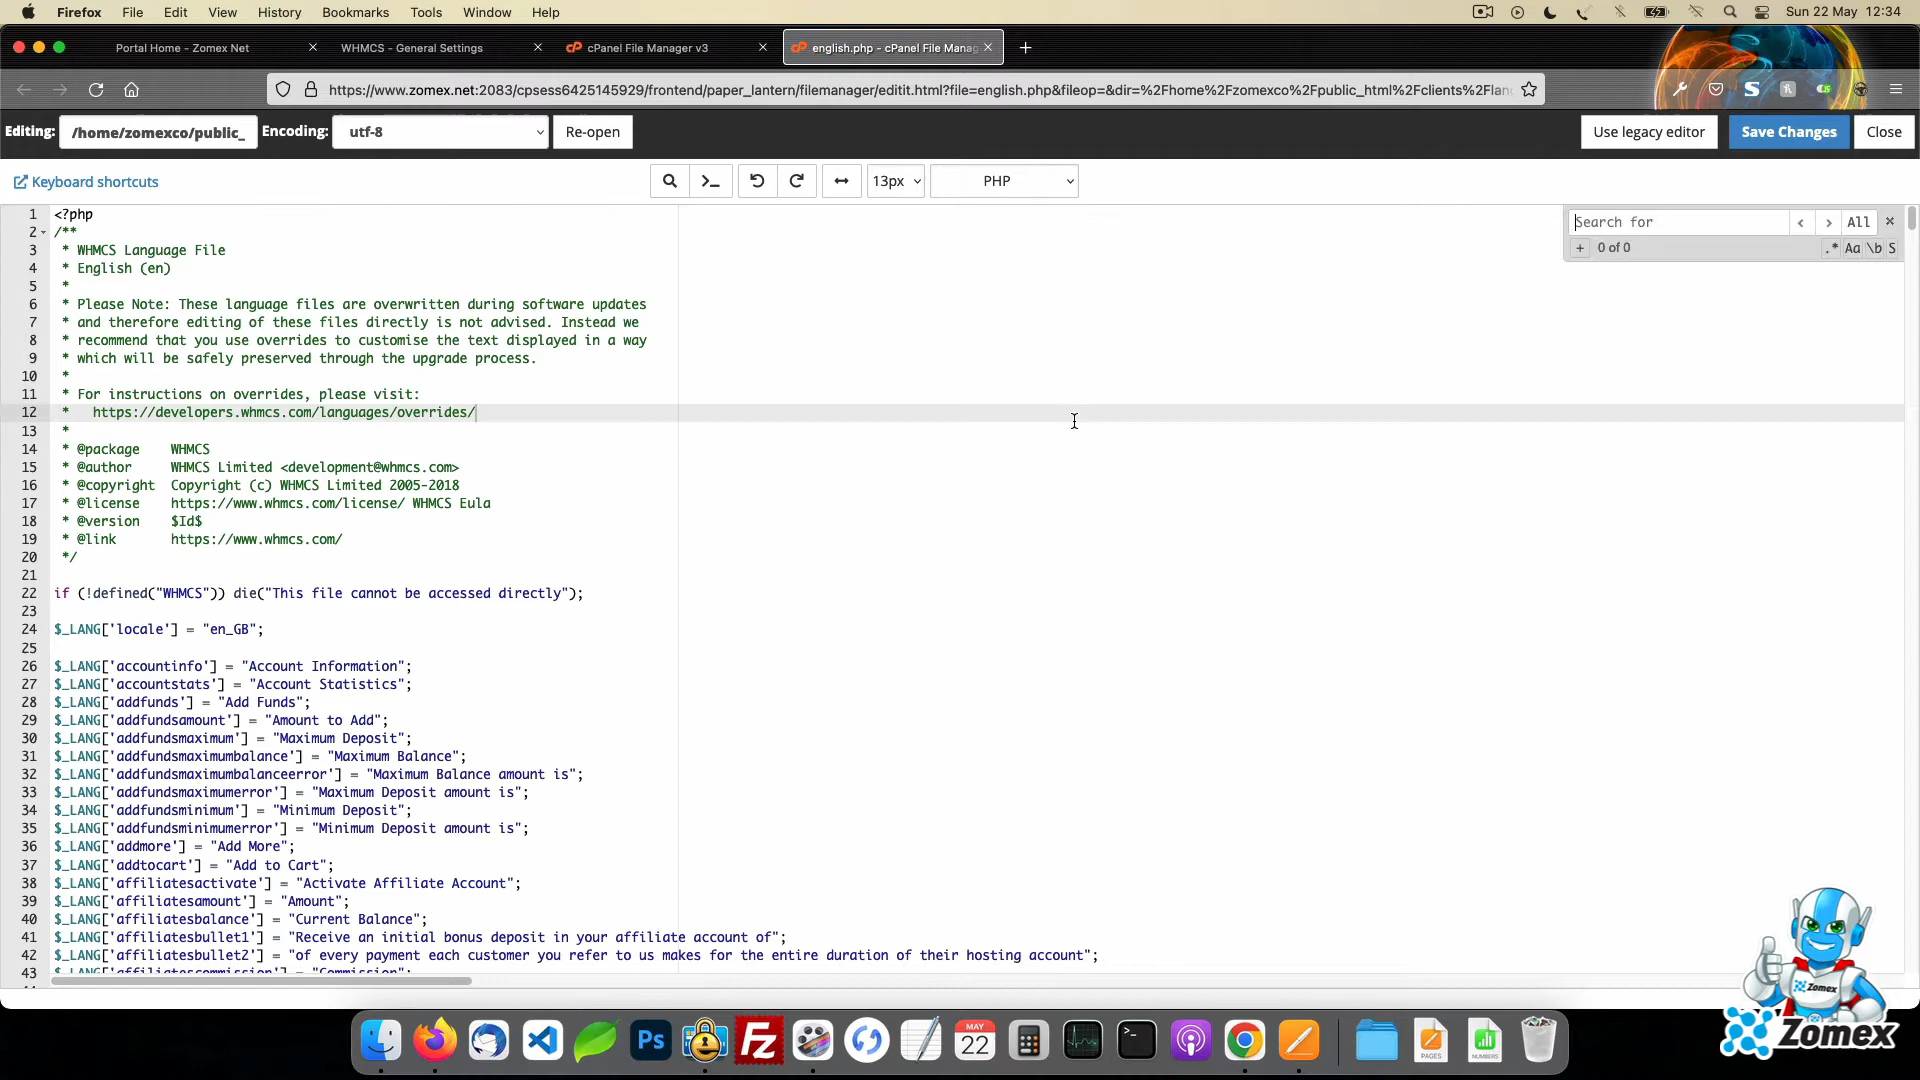 Firefox File Edit View History Bookmarks Tools Window Help Sun 22 May 12:34
Portal Home - Zomex Net WHMCS - General Settings cPanel File Manager v3 english.php - cPanel File Manag
https://www.zomex.net:2083/cpsess6425145929/frontend/paper_lantern/filemanager/editit.html?file=english.php&fileop=&dir=%2Fhome%2Fzomexco%2Fpublic_html%2Fclients%2Flan
Editing: /home/zomexco/public_ Encoding: utf-8 Re-open Use legacy editor Save Changes Close
Keyboard shortcuts 13px PHP
Search for All
+ 0 of 0 .* Aa \b S
1 <?php
2 /**
3 * WHMCS Language File
4 * English (en)
5 *
6 * Please Note: These language files are overwritten during software updates
7 * and therefore editing of these files directly is not advised. Instead we
8 * recommend that you use overrides to customise the text displayed in a way
9 * which will be safely preserved through the upgrade process.
10 *
11 * For instructions on overrides, please visit:
12 * https://developers.whmcs.com/languages/overrides/
13 *
14 * @package WHMCS
15 * @author WHMCS Limited <development@whmcs.com>
16 * @copyright Copyright (c) WHMCS Limited 2005-2018
17 * @license https://www.whmcs.com/license/ WHMCS Eula
18 * @version $Id$
19 * @link https://www.whmcs.com/
20 */
21
22 if (!defined("WHMCS")) die("This file cannot be accessed directly");
23
24 $_LANG['locale'] = "en_GB";
25
26 $_LANG['accountinfo'] = "Account Information";
27 $_LANG['accountstats'] = "Account Statistics";
28 $_LANG['addfunds'] = "Add Funds";
29 $_LANG['addfundsamount'] = "Amount to Add";
30 $_LANG['addfundsmaximum'] = "Maximum Deposit";
31 $_LANG['addfundsmaximumbalance'] = "Maximum Balance";
32 $_LANG['addfundsmaximumbalanceerror'] = "Maximum Balance amount is";
33 $_LANG['addfundsmaximumerror'] = "Maximum Deposit amount is";
34 $_LANG['addfundsminimum'] = "Minimum Deposit";
35 $_LANG['addfundsminimumerror'] = "Minimum Deposit amount is";
36 $_LANG['addmore'] = "Add More";
37 $_LANG['addtocart'] = "Add to Cart";
38 $_LANG['affiliatesactivate'] = "Activate Affiliate Account";
39 $_LANG['affiliatesamount'] = "Amount";
40 $_LANG['affiliatesbalance'] = "Current Balance";
41 $_LANG['affiliatesbullet1'] = "Receive an initial bonus deposit in your affiliate account of";
42 $_LANG['affiliatesbullet2'] = "of every payment each customer you refer to us makes for the entire duration of their hosting account";
43 $_LANG['affiliatescommission'] = "Commission";
Zomex
Zomex
Ps
Fz
MAY
22
PAGES
NUMBERS